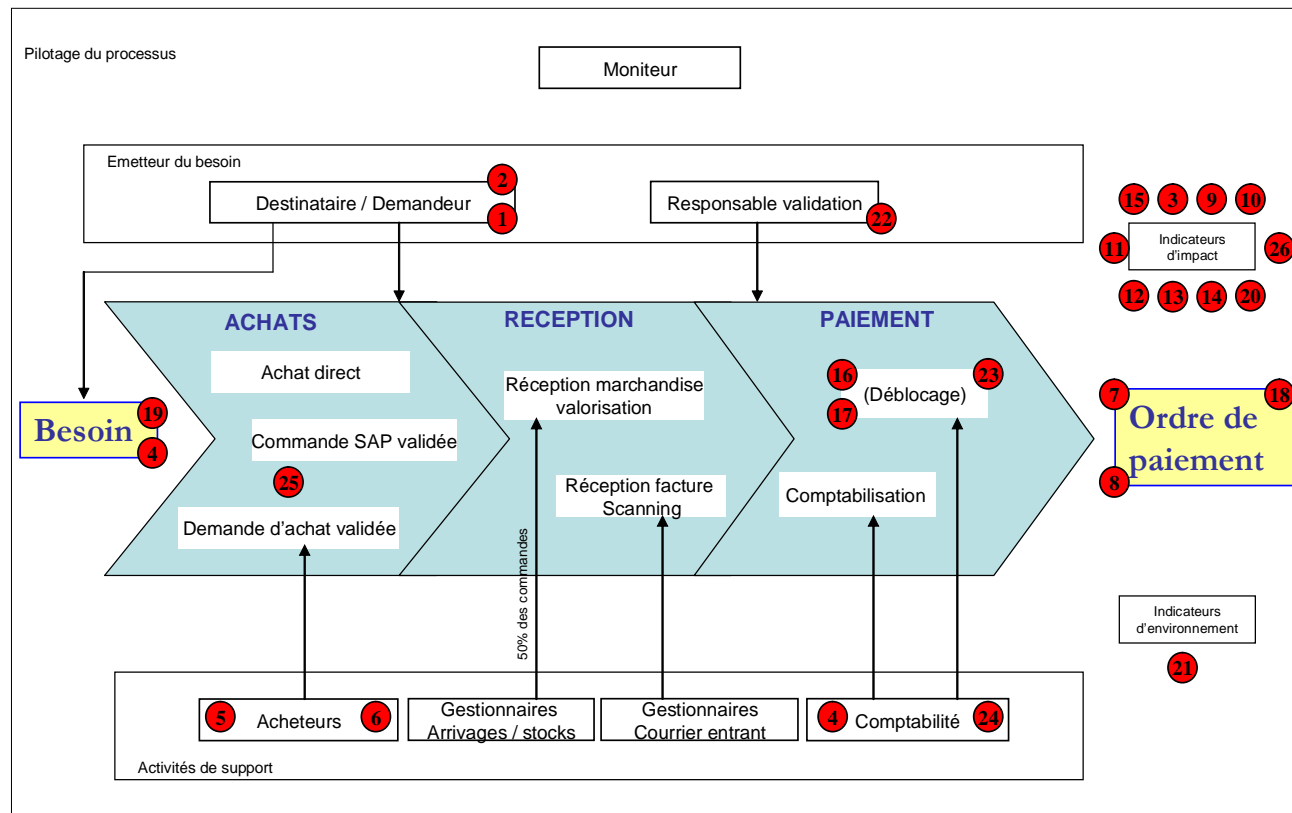 Pilotage du processus
Moniteur
Emetteur du besoin
2
Destinataire / Demandeur
1
Responsable validation
22
15 3 9 10
11
Indicateurs
d'impact
26
12 13 14 20
ACHATS
RECEPTION
PAIEMENT
Achat direct
Réception marchandise
valorisation
16
(Déblocage)
23
17
19
Besoin
4
7
18
Ordre de
paiement
8
Commande SAP validée
25
Réception facture
Scanning
Comptabilisation
Demande d'achat validée
50% des commandes
Indicateurs
d'environnement
21
5
Acheteurs
6
Gestionnaires
Arrivages / stocks
Gestionnaires
Courrier entrant
4
Comptabilité
24
Activités de support